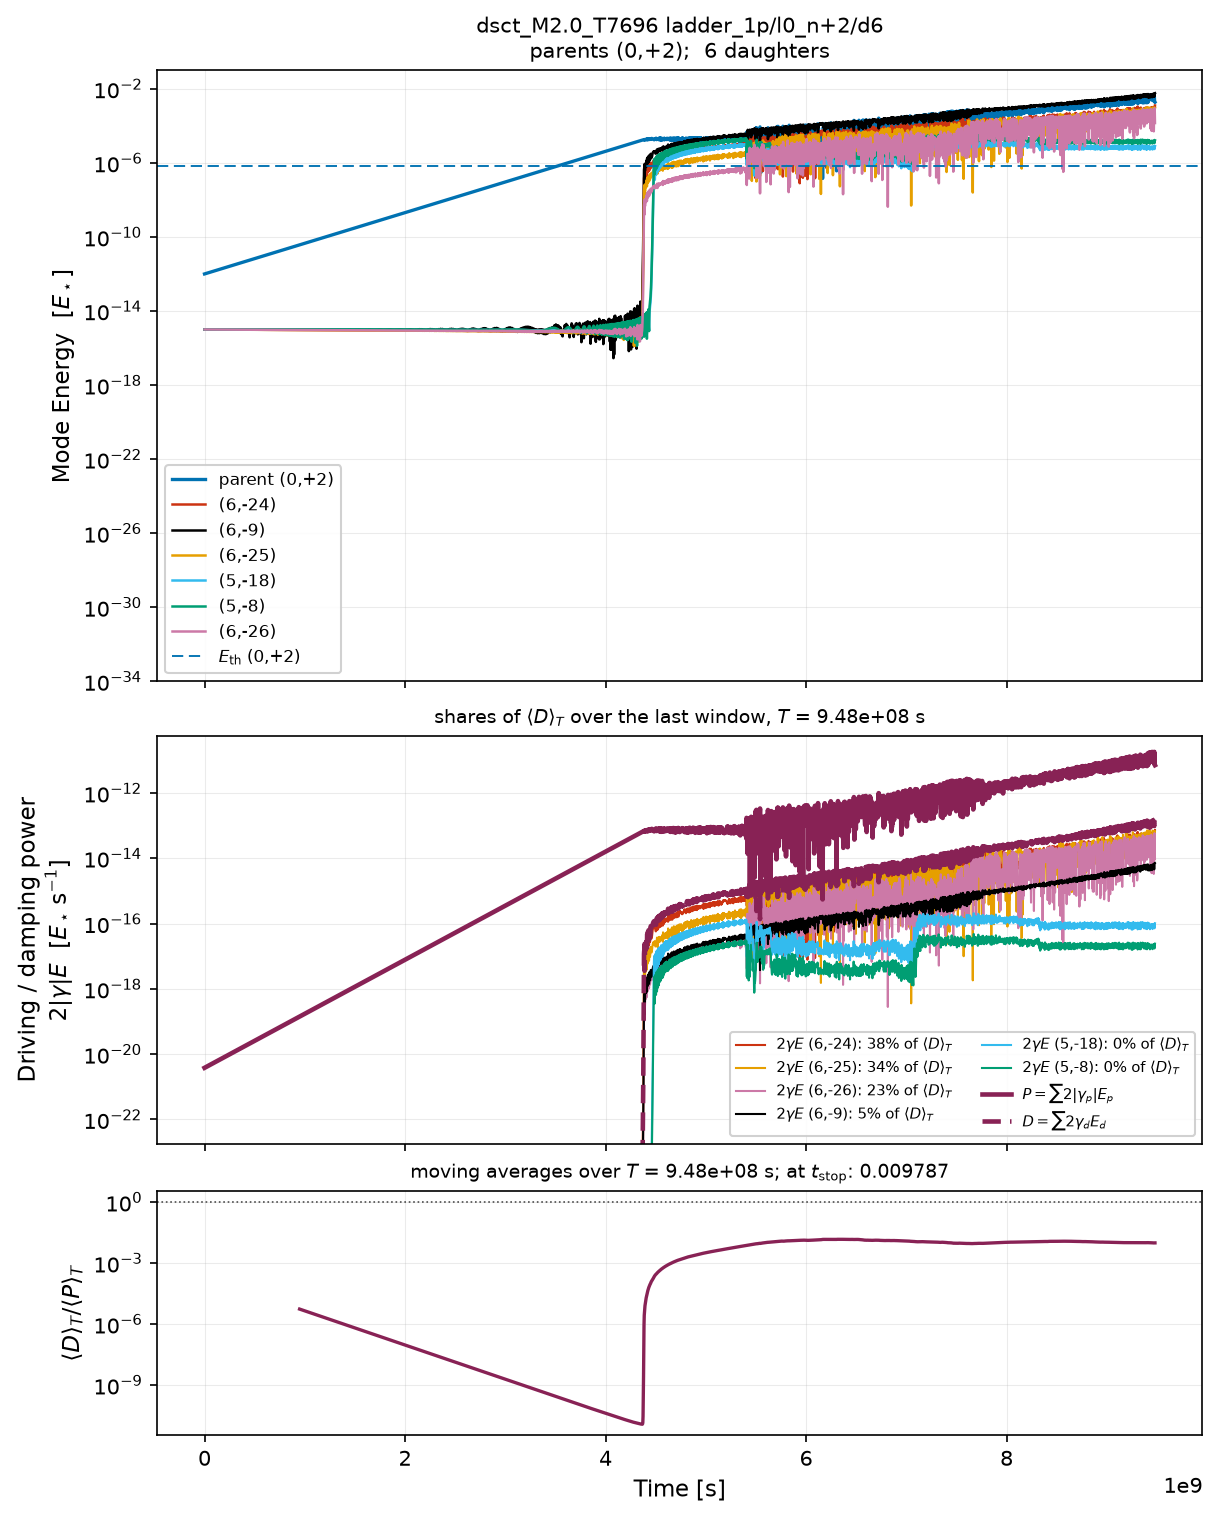 dsct_M2.0_T7696 ladder_1p/l0_n+2/d6
parents (0,+2);  6 daughters
Mode Energy  [E⋆]
10⁻²
10⁻⁶
10⁻¹⁰
10⁻¹⁴
10⁻¹⁸
10⁻²²
10⁻²⁶
10⁻³⁰
10⁻³⁴
parent (0,+2)
(6,-24)
(6,-9)
(6,-25)
(5,-18)
(5,-8)
(6,-26)
E_th (0,+2)
shares of ⟨D⟩_T over the last window, T = 9.48e+08 s
Driving / damping power
2|γ|E  [E⋆ s⁻¹]
10⁻¹²
10⁻¹⁴
10⁻¹⁶
10⁻¹⁸
10⁻²⁰
10⁻²²
2γE (6,-24): 38% of ⟨D⟩_T
2γE (6,-25): 34% of ⟨D⟩_T
2γE (6,-26): 23% of ⟨D⟩_T
2γE (6,-9): 5% of ⟨D⟩_T
2γE (5,-18): 0% of ⟨D⟩_T
2γE (5,-8): 0% of ⟨D⟩_T
P = ∑2|γ_p|E_p
D = ∑2γ_dE_d
moving averages over T = 9.48e+08 s; at t_stop: 0.009787
⟨D⟩_T/⟨P⟩_T
10⁰
10⁻³
10⁻⁶
10⁻⁹
0
2
4
6
8
1e9
Time [s]